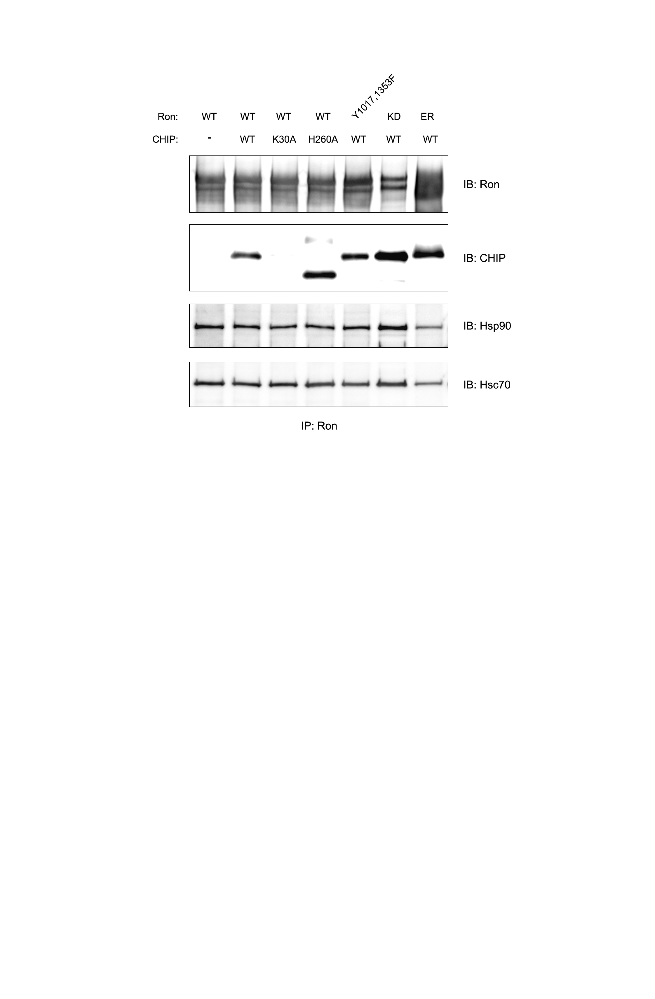 Y1017,1353F
Ron: WT WT WT WT KD ER
CHIP: - WT K30A H260A WT WT WT
IB: Ron
IB: CHIP
IB: Hsp90
IB: Hsc70
IP: Ron